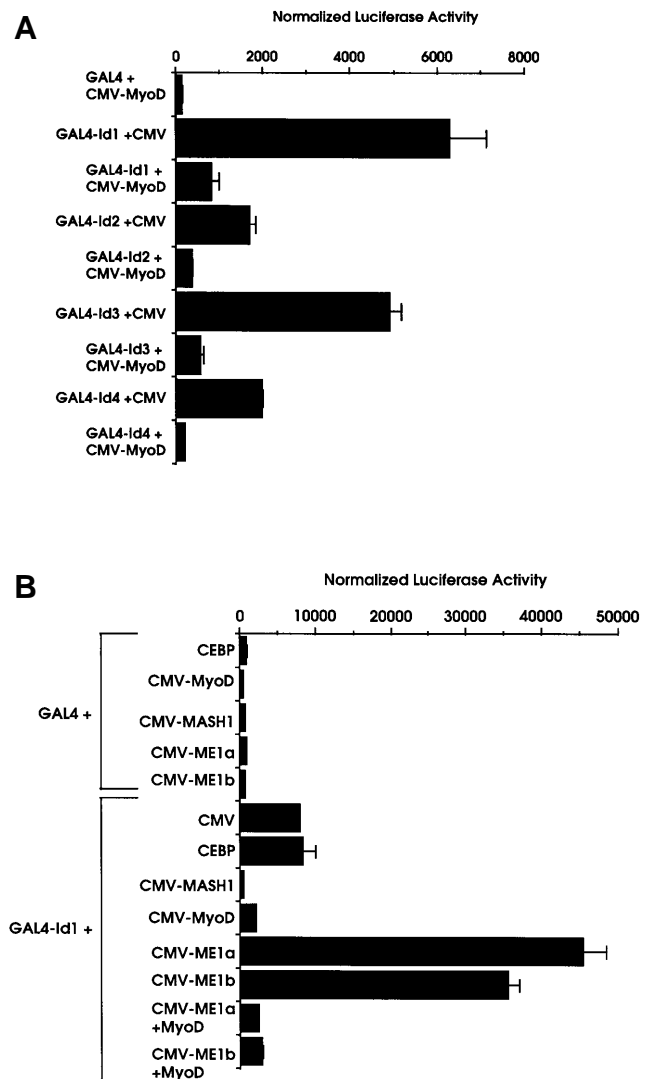 A
Normalized Luciferase Activity
0 2000 4000 6000 8000
GAL4 +
CMV-MyoD
GAL4-Id1 +CMV
GAL4-Id1 +
CMV-MyoD
GAL4-Id2 +CMV
GAL4-Id2 +
CMV-MyoD
GAL4-Id3 +CMV
GAL4-Id3 +
CMV-MyoD
GAL4-Id4 +CMV
GAL4-Id4 +
CMV-MyoD
B
Normalized Luciferase Activity
0 10000 20000 30000 40000 50000
GAL4 +
CEBP
CMV-MyoD
CMV-MASH1
CMV-ME1a
CMV-ME1b
GAL4-Id1 +
CMV
CEBP
CMV-MASH1
CMV-MyoD
CMV-ME1a
CMV-ME1b
CMV-ME1a
+MyoD
CMV-ME1b
+MyoD